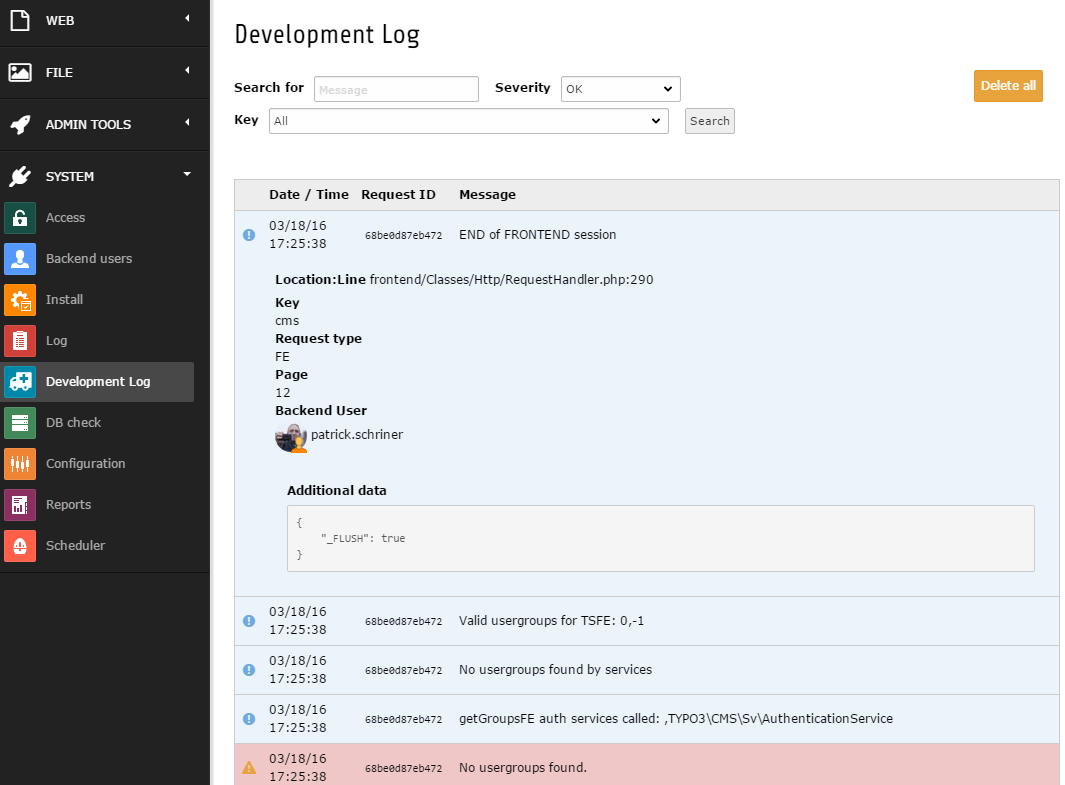 WEB
FILE
ADMIN TOOLS
SYSTEM
Access
Backend users
Install
Log
Development Log
DB check
Configuration
Reports
Scheduler
Development Log
Search for Message Severity OK Delete all
Key All Search
Date / Time Request ID Message
03/18/16
17:25:38 68be0d87eb472 END of FRONTEND session
Location:Line frontend/Classes/Http/RequestHandler.php:290
Key
cms
Request type
FE
Page
12
Backend User
patrick.schriner
Additional data
{
"_FLUSH": true
}
03/18/16
17:25:38 68be0d87eb472 Valid usergroups for TSFE: 0,-1
03/18/16
17:25:38 68be0d87eb472 No usergroups found by services
03/18/16
17:25:38 68be0d87eb472 getGroupsFE auth services called: ,TYPO3\CMS\Sv\AuthenticationService
03/18/16
17:25:38 68be0d87eb472 No usergroups found.